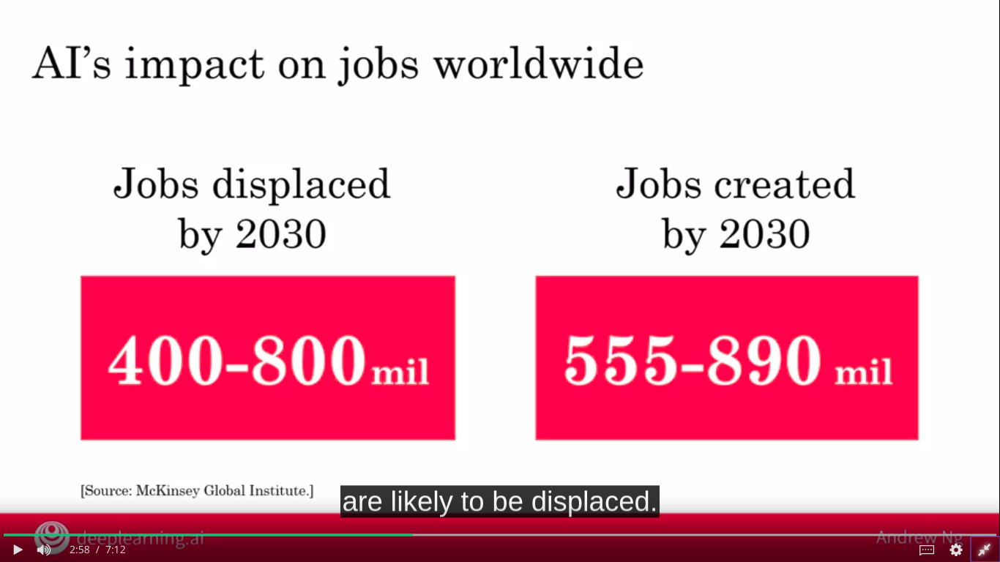 AI’s impact on jobs worldwide
Jobs displaced
by 2030
Jobs created
by 2030
400-800 mil
555-890 mil
[Source: McKinsey Global Institute.]
are likely to be displaced.
deeplearning.ai
Andrew Ng
2:58 / 7:12